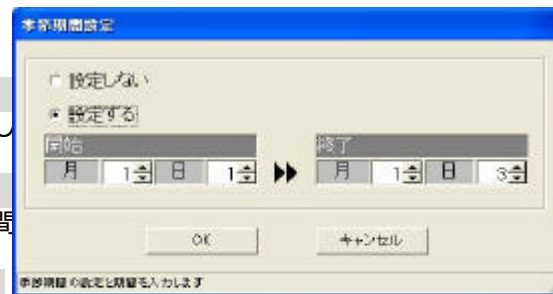 季節期間設定
設定しない
設定する
開始 終了
月 1 日 1 月 1 日 3
OK キャンセル
季節期間の設定と期間を入力します
し
間